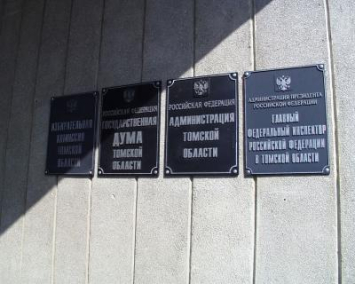 ИЗБИРАТЕЛЬНАЯ
КОМИССИЯ
ТОМСКОЙ
ОБЛАСТИ
РОССИЙСКАЯ ФЕДЕРАЦИЯ
ГОСУДАРСТВЕННАЯ
ДУМА
ТОМСКОЙ
ОБЛАСТИ
РОССИЙСКАЯ ФЕДЕРАЦИЯ
АДМИНИСТРАЦИЯ
ТОМСКОЙ
ОБЛАСТИ
АДМИНИСТРАЦИЯ ПРЕЗИДЕНТА
РОССИЙСКОЙ ФЕДЕРАЦИИ
ГЛАВНЫЙ
ФЕДЕРАЛЬНЫЙ ИНСПЕКТОР
РОССИЙСКОЙ ФЕДЕРАЦИИ
В ТОМСКОЙ ОБЛАСТИ